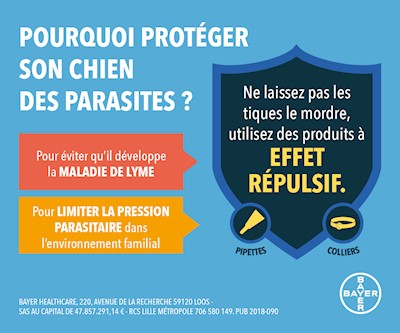 POURQUOI PROTÉGER
SON CHIEN
DES PARASITES ?
Pour éviter qu'il développe
la MALADIE DE LYME
Pour LIMITER LA PRESSION
PARASITAIRE dans
l'environnement familial
Ne laissez pas les
tiques le mordre,
utilisez des produits à
EFFET
RÉPULSIF.
PIPETTES
COLLIERS
BAYER HEALTHCARE, 220, AVENUE DE LA RECHERCHE 59120 LOOS -
SAS AU CAPITAL DE 47.857.291,14 € - RCS LILLE MÉTROPOLE 706 580 149. PUB 2018-090
BAYER
BAYER